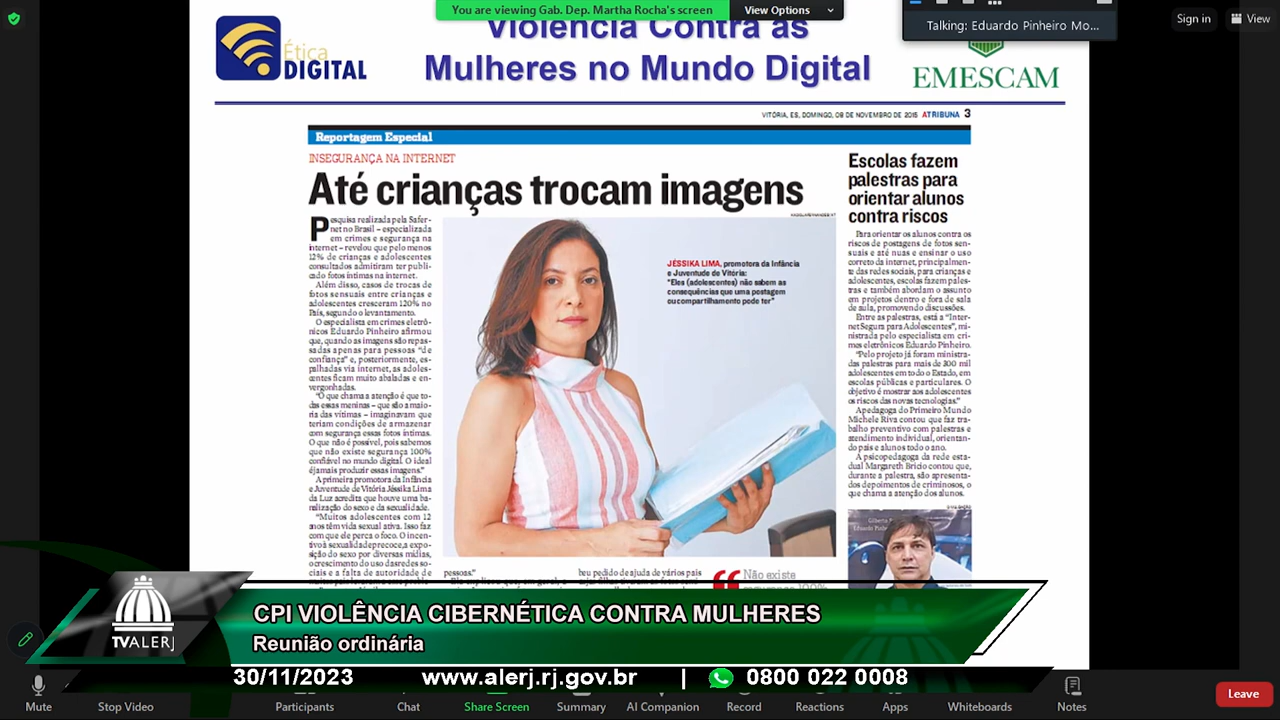 You are viewing Gab. Dep. Martha Rocha's screen
View Options
Talking: Eduardo Pinheiro Mo...
Sign in
View
Ética
DIGITAL
Violência Contra as
Mulheres no Mundo Digital
EMESCAM
VITÓRIA, ES, DOMINGO, 08 DE NOVEMBRO DE 2015 ATRIBUNA 3
Reportagem Especial
INSEGURANÇA NA INTERNET
Até crianças trocam imagens
Pesquisa realizada pela Safer-
net no Brasil – especializada
em crimes e segurança na
internet – revelou que pelo menos
12% de crianças e adolescentes
consultados admitiram ter publi-
cado fotos íntimas na internet.
Além disso, casos de trocas de
fotos sensuais entre crianças e
adolescentes cresceram 120% no
País, segundo o levantamento.
O especialista em crimes eletrô-
nicos Eduardo Pinheiro afirmou
que, quando as imagens são repas-
sadas apenas para pessoas “de
confiança” e, posteriormente, es-
palhadas via internet, as adoles-
centes ficam muito abaladas e en-
vergonhadas.
“O que chama a atenção é que to-
das essas meninas – que são a maio-
ria das vítimas – imaginavam que
teriam condições de armazenar
com segurança essas fotos íntimas.
O que não é possível, pois sabemos
que não existe segurança 100%
confiável no mundo digital. O ideal
é jamais produzir essas imagens.”
A primeira promotora da Infância
e Juventude de Vitória Jéssika Lima
da Luz acredita que houve uma ba-
nalização do sexo e da sexualidade.
“Muitos adolescentes com 12
anos têm vida sexual ativa. Isso faz
com que ele perca o foco. O incen-
tivo à sexualidade precoce, a expo-
sição do sexo por diversas mídias,
o crescimento do uso das redes so-
ciais e a falta de autoridade de
JÉSSIKA LIMA, promotora da Infância
e Juventude de Vitória:
“Eles (adolescentes) não sabem as
consequências que uma postagem
ou compartilhamento pode ter”
pessoas.”
beu pedido de ajuda de vários pais
Não existe
segurança 100%
Escolas fazem
palestras para
orientar alunos
contra riscos
Para orientar os alunos contra os
riscos de postagens de fotos sen-
suais e até nuas e ensinar o uso
correto da internet, principalmen-
te das redes sociais, para crianças e
adolescentes, escolas fazem pales-
tras e também abordam o assunto
em projetos dentro e fora de sala
de aula, promovendo discussões.
Entre as palestras, está a “Inter-
net Segura para Adolescentes”, mi-
nistrada pelo especialista em cri-
mes eletrônicos Eduardo Pinheiro.
“Pelo projeto já foram ministra-
das palestras para mais de 300 mil
adolescentes em todo o Estado, em
escolas públicas e particulares. O
objetivo é mostrar aos adolescentes
os riscos das novas tecnologias.”
A pedagoga do Primeiro Mundo
Michele Riva contou que faz tra-
balho preventivo com palestras e
atendimento individual, orientan-
do pais e alunos todo o ano.
A psicopedagoga da rede esta-
dual Margareth Bricio contou que,
durante a palestra, são apresenta-
dos depoimentos de criminosos, o
que chama a atenção dos alunos.
TVALERJ
CPI VIOLÊNCIA CIBERNÉTICA CONTRA MULHERES
Reunião ordinária
30/11/2023 www.alerj.rj.gov.br | 0800 022 0008
Mute
Stop Video
Participants
Chat
Share Screen
Summary
AI Companion
Record
Reactions
Apps
Whiteboards
Notes
Leave